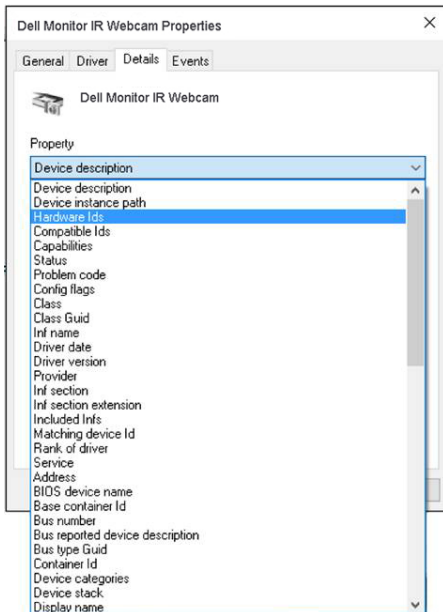 Dell Monitor IR Webcam Properties
General Driver Details Events
Dell Monitor IR Webcam
Property
Device description
Device description
Device instance path
Hardware Ids
Compatible Ids
Capabilities
Status
Problem code
Config flags
Class
Class Guid
Inf name
Driver date
Driver version
Provider
Inf section
Inf section extension
Included Infs
Matching device Id
Rank of driver
Service
Address
BIOS device name
Base container Id
Bus number
Bus reported device description
Bus type Guid
Container Id
Device categories
Device stack
Display name